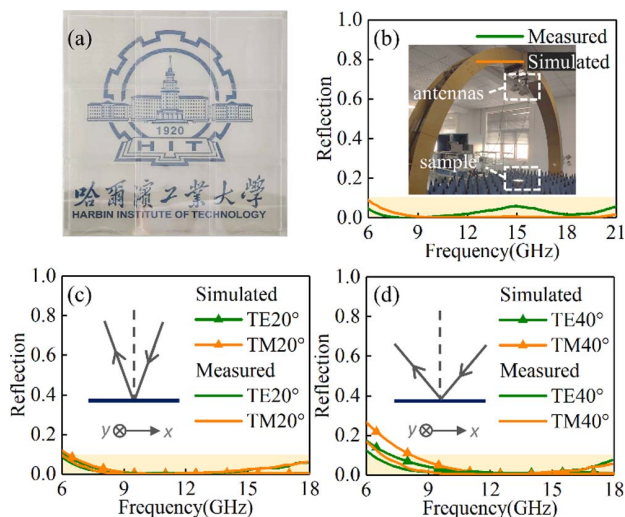 (a)
1920
HIT
哈爾濱工業大學
HARBIN INSTITUTE OF TECHNOLOGY
(b)
Measured
Simulated
antennas
sample
Reflection
1.0
0.8
0.6
0.4
0.2
0.0
6 9 12 15 18 21
Frequency(GHz)
(c)
Simulated
TE20°
TM20°
Measured
TE20°
TM20°
y x
Reflection
1.0
0.8
0.6
0.4
0.2
0.0
6 9 12 15 18
Frequency(GHz)
(d)
Simulated
TE40°
TM40°
Measured
TE40°
TM40°
y x
Reflection
1.0
0.8
0.6
0.4
0.2
0.0
6 9 12 15 18
Frequency(GHz)